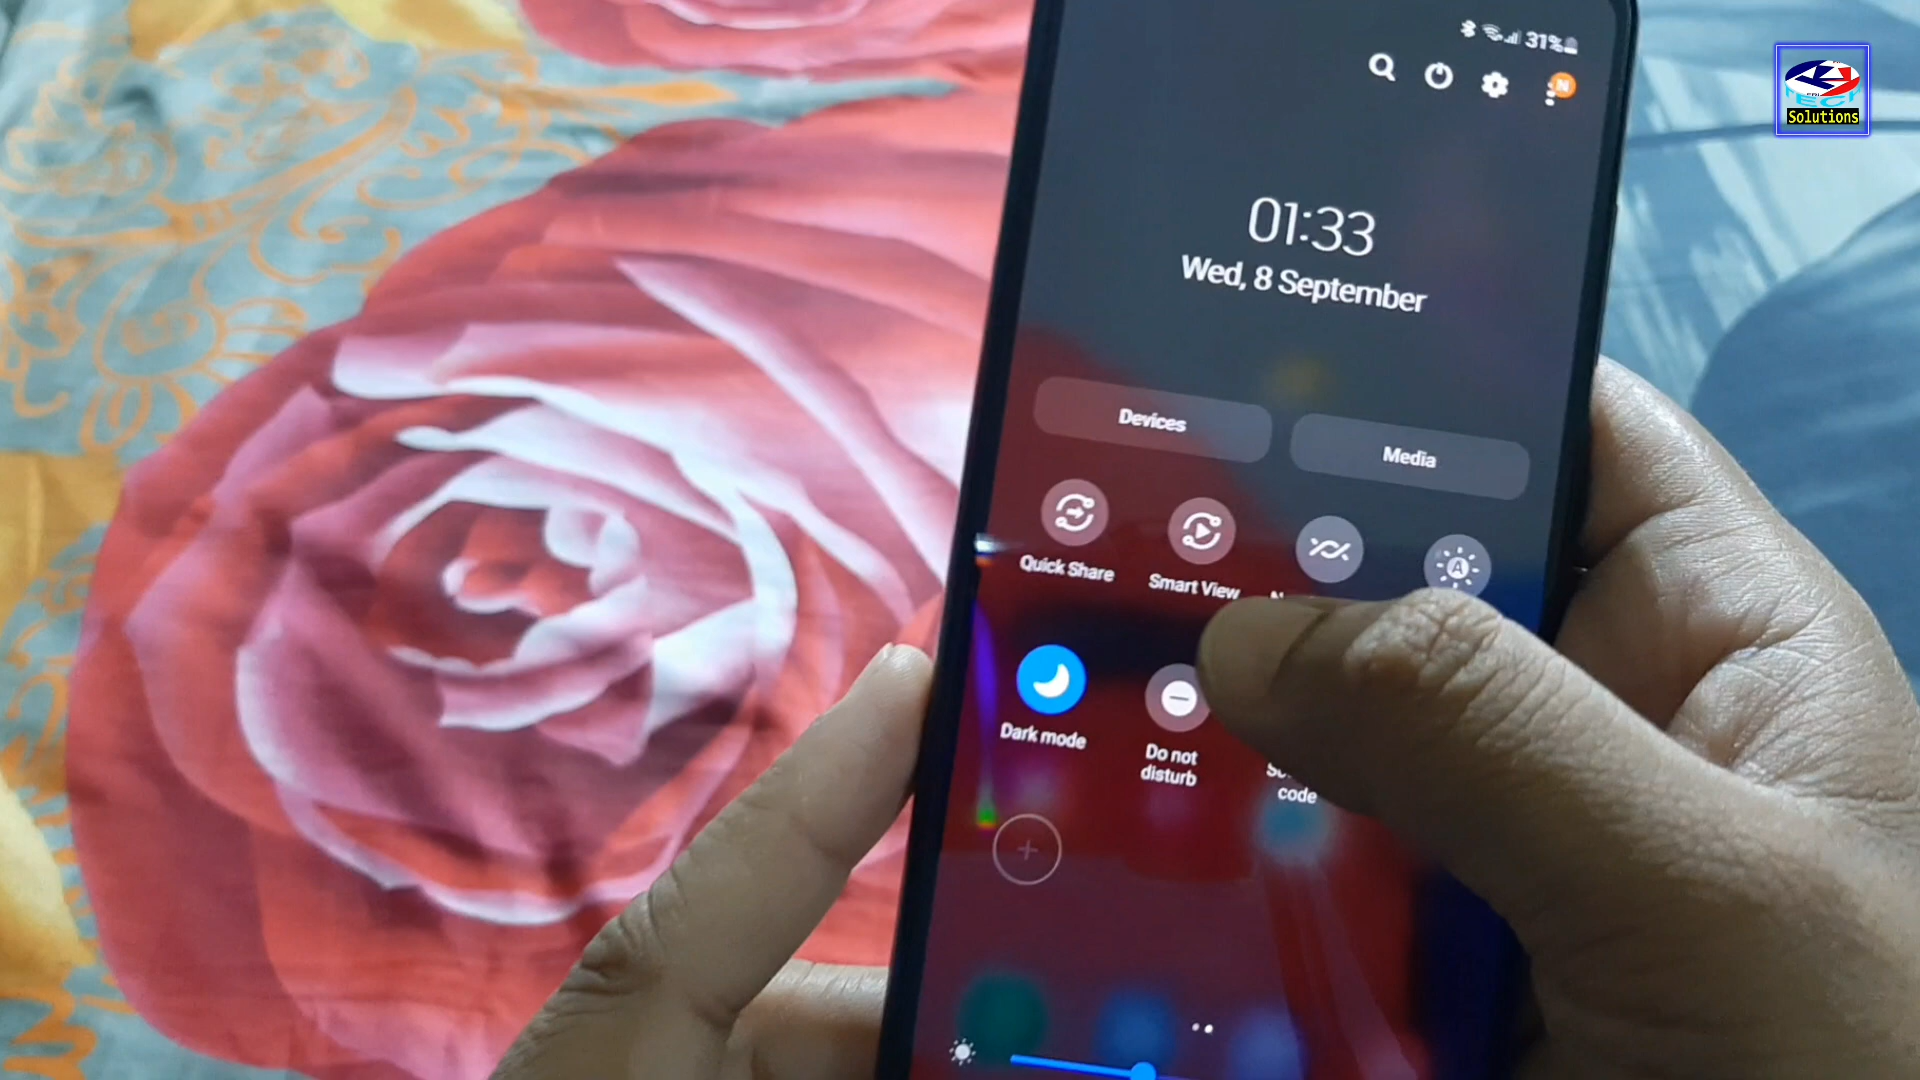 31%
N
TECH
Solutions
01:33
Wed, 8 September
Devices
Media
Quick Share
Smart View
A
Dark mode
Do not
disturb
code